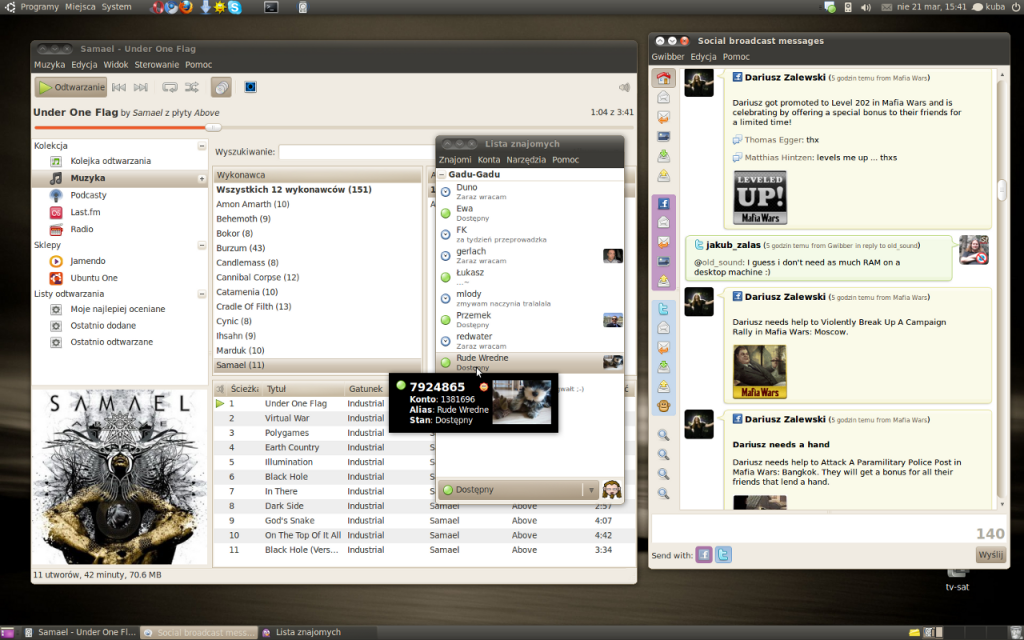 Programy Miejsca System
nie 21 mar, 15:41 kuba
Samael - Under One Flag
Muzyka Edycja Widok Sterowanie Pomoc
Odtwarzanie
Under One Flag by Samael z płyty Above
1:04 z 3:41
Kolekcja
Kolejka odtwarzania
Muzyka
Podcasty
Last.fm
Radio
Sklepy
Jamendo
Ubuntu One
Listy odtwarzania
Moje najlepiej oceniane
Ostatnio dodane
Ostatnio odtwarzane
Wyszukiwanie:
Wykonawca
Wszystkich 12 wykonawców (151)
Amon Amarth (10)
Behemoth (9)
Bokor (8)
Burzum (43)
Candlemass (8)
Cannibal Corpse (12)
Catamenia (10)
Cradle Of Filth (13)
Cynic (8)
Ihsahn (9)
Marduk (10)
Samael (11)
SAMAEL
Ścieżka Tytuł Gatunek
1 Under One Flag Industrial
2 Virtual War Industrial
3 Polygames Industrial
4 Earth Country Industrial
5 Illumination Industrial
6 Black Hole Industrial
7 In There Industrial
8 Dark Side Industrial Samael Above 2:57
9 God's Snake Industrial Samael Above 4:07
10 On The Top Of It All Industrial Samael Above 4:42
11 Black Hole (Vers... Industrial Samael Above 3:34
11 utworów, 42 minuty, 70.6 MB
Lista znajomych
Znajomi Konta Narzędzia Pomoc
Gadu-Gadu
Duno
Zaraz wracam
Ewa
Dostępny
FK
za tydzień przeprowadzka
gerlach
Zaraz wracam
Łukasz
...~
mlody
zmywam naczynia tralalala
Przemek
Dostępny
redwater
Zaraz wracam
Rude Wredne
Dostępny
7924865
Konto: 1381696
Alias: Rude Wredne
Stan: Dostępny
Dostępny
Social broadcast messages
Gwibber Edycja Pomoc
Dariusz Zalewski (5 godzin temu from Mafia Wars)
Dariusz got promoted to Level 202 in Mafia Wars and is
celebrating by offering a special bonus to their friends for
a limited time!
Thomas Egger: thx
Matthias Hintzen: levels me up ... thxs
LEVELED
UP!
Mafia Wars
jakub_zalas (5 godzin temu from Gwibber in reply to old_sound)
@old_sound: I guess i don't need as much RAM on a
desktop machine :)
Dariusz Zalewski (5 godzin temu from Mafia Wars)
Dariusz needs help to Violently Break Up A Campaign
Rally in Mafia Wars: Moscow.
Mafia Wars
Dariusz Zalewski (5 godzin temu from Mafia Wars)
Dariusz needs a hand
Dariusz needs help to Attack A Paramilitary Police Post in
Mafia Wars: Bangkok. They will get a bonus for all their
friends that lend a hand.
140
Send with:
Wyślij
tv-sat
Samael - Under One Fl... Social broadcast mess... Lista znajomych